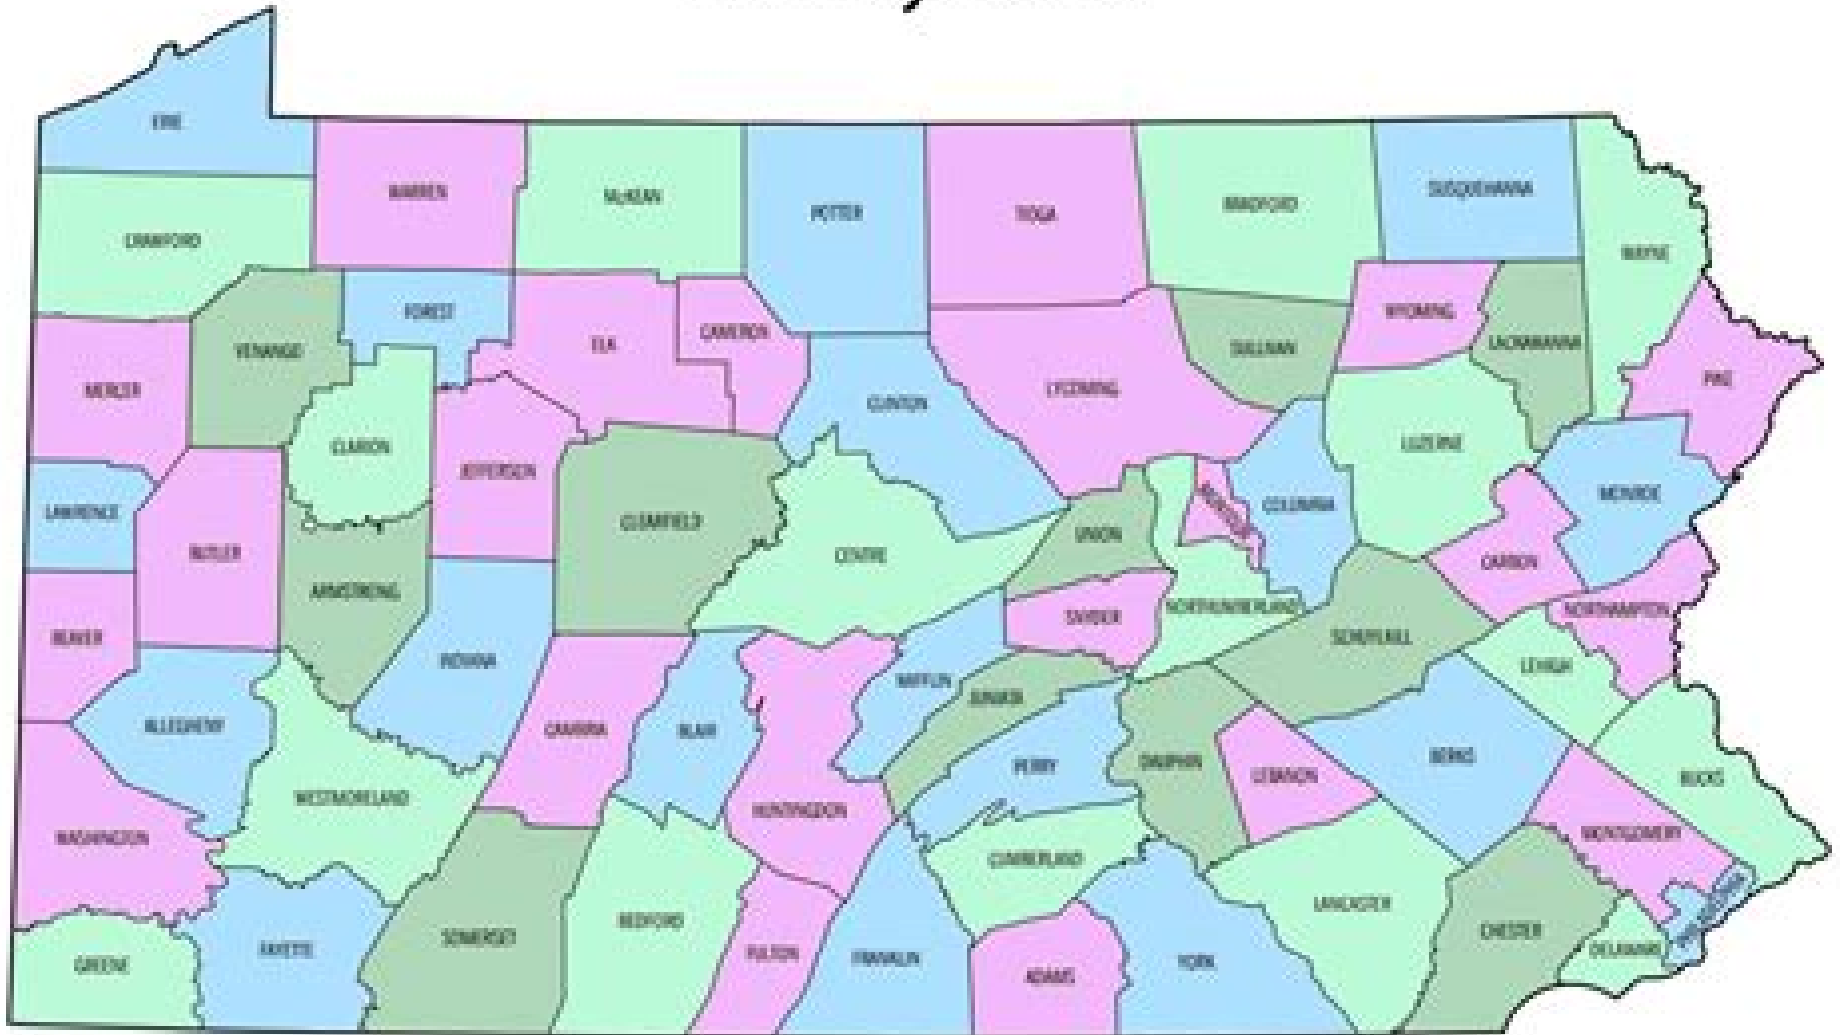 ERIE
WARREN
McKEAN
POTTER
TIOGA
BRADFORD
SUSQUEHANNA
WAYNE
CRAWFORD
FOREST
ELK
CAMERON
WYOMING
LACKAWANNA
VENANGO
SULLIVAN
PIKE
MERCER
LYCOMING
CLINTON
CLARION
LUZERNE
JEFFERSON
LAWRENCE
COLUMBIA
MONROE
MONTOUR
CLEARFIELD
UNION
BUTLER
CENTRE
CARBON
ARMSTRONG
SNYDER
NORTHUMBERLAND
NORTHAMPTON
BEAVER
SCHUYLKILL
INDIANA
LEHIGH
MIFFLIN
JUNIATA
ALLEGHENY
CAMBRIA
BLAIR
PERRY
DAUPHIN
LEBANON
BERKS
BUCKS
WESTMORELAND
HUNTINGDON
WASHINGTON
MONTGOMERY
CUMBERLAND
LANCASTER
PHILADELPHIA
BEDFORD
SOMERSET
CHESTER
GREENE
FAYETTE
FULTON
FRANKLIN
ADAMS
YORK
DELAWARE